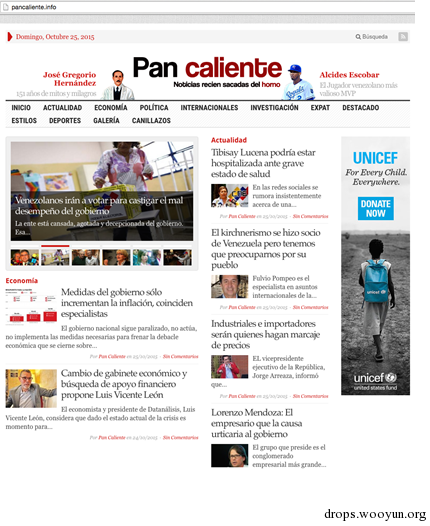 pancaliente.info
Domingo, Octubre 25, 2015
Búsqueda
José Gregorio
Hernández
151 años de mitos y milagros
Pan caliente
Noticias recien sacadas del horno
Alcides Escobar
El Jugador venezolano más
valioso MVP
INICIO ACTUALIDAD ECONOMÍA POLÍTICA INTERNACIONALES INVESTIGACIÓN EXPAT DESTACADO
ESTILOS DEPORTES GALERÍA CANILLAZOS
Venezolanos irán a votar para castigar el mal
desempeño del gobierno
La ente está cansada, agotada y decepcionada del gobierno.
Esa...
Economía
Medidas del gobierno sólo
incrementan la inflación, coinciden
especialistas
El gobierno nacional sigue paralizado, no actúa,
no implementa las medidas necesarias para frenar la debacle
económica que se cierne sobre...
Por Pan Caliente en 25/10/2015 - Sin Comentarios
Cambio de gabinete económico y
búsqueda de apoyo financiero
propone Luis Vicente León
El economista y presidente de Datanálisis, Luis
Vicente León, considera que dado el estado actual de la crisis es
momento para...
Por Pan Caliente en 24/10/2015 - Sin Comentarios
Actualidad
Tibisay Lucena podría estar
hospitalizada ante grave
estado de salud
En las redes sociales se
rumora insistentemente
acerca de una...
Por Pan Caliente en 25/10/2015 - Sin Comentarios
El kirchnerismo se hizo socio
de Venezuela pero tenemos
que preocuparnos por su
pueblo
Fulvio Pompeo es el
especialista en asuntos
internacionales de la...
Por Pan Caliente en 25/10/2015 - Sin Comentarios
Industriales e importadores
serán quienes hagan marcaje
de precios
EL vicepresidente
ejecutivo de la República,
Jorge Arreaza, informó
que...
Por Pan Caliente en 25/10/2015 - Sin Comentarios
Lorenzo Mendoza: El
empresario que la causa
urticaria al gobierno
El grupo que preside es el
conglomerado
empresarial más grande...
UNICEF
For Every Child.
Everywhere.
DONATE
NOW
unicef
united states fund
drops.wooyun.org